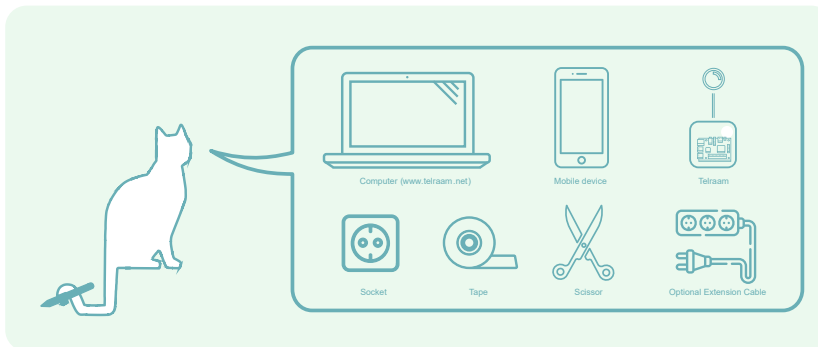 Computer (www.telraam.net)
Mobile device
Telraam
Socket
Tape
Scissor
Optional Extension Cable